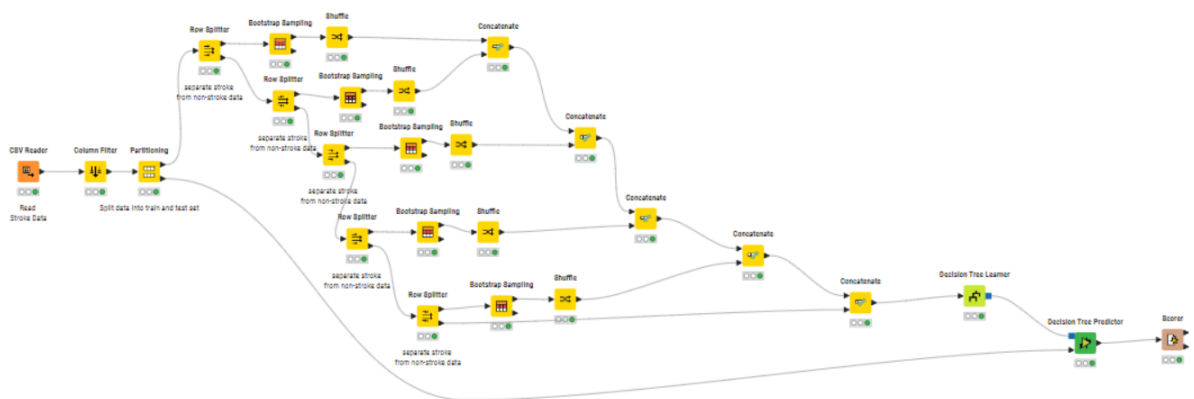 Shuffle
Bootstrap Sampling
Row Splitter
Concatenate
separate stroke
from non-stroke data
Shuffle
Bootstrap Sampling
Row Splitter
separate stroke
from non-stroke data
Concatenate
Shuffle
Bootstrap Sampling
Row Splitter
CSV Reader
Column Filter
Partitioning
separate stroke
from non-stroke data
Read
Stroke Data
Split data into train and test set
Concatenate
Shuffle
Bootstrap Sampling
Row Splitter
separate stroke
from non-stroke data
Concatenate
Shuffle
Bootstrap Sampling
Row Splitter
Concatenate
Decision Tree Learner
separate stroke
from non-stroke data
Decision Tree Predictor
Scorer